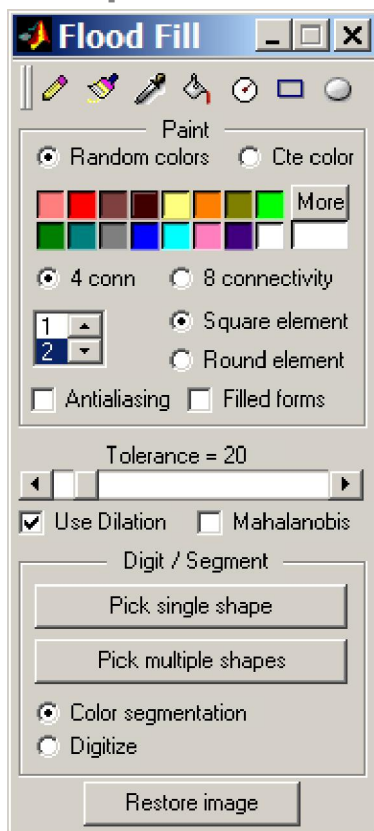 Flood Fill
Paint
Random colors Cte color
More
4 conn 8 connectivity
1 Square element
2 Round element
Antialiasing Filled forms
Tolerance = 20
Use Dilation Mahalanobis
Digit / Segment
Pick single shape
Pick multiple shapes
Color segmentation
Digitize
Restore image